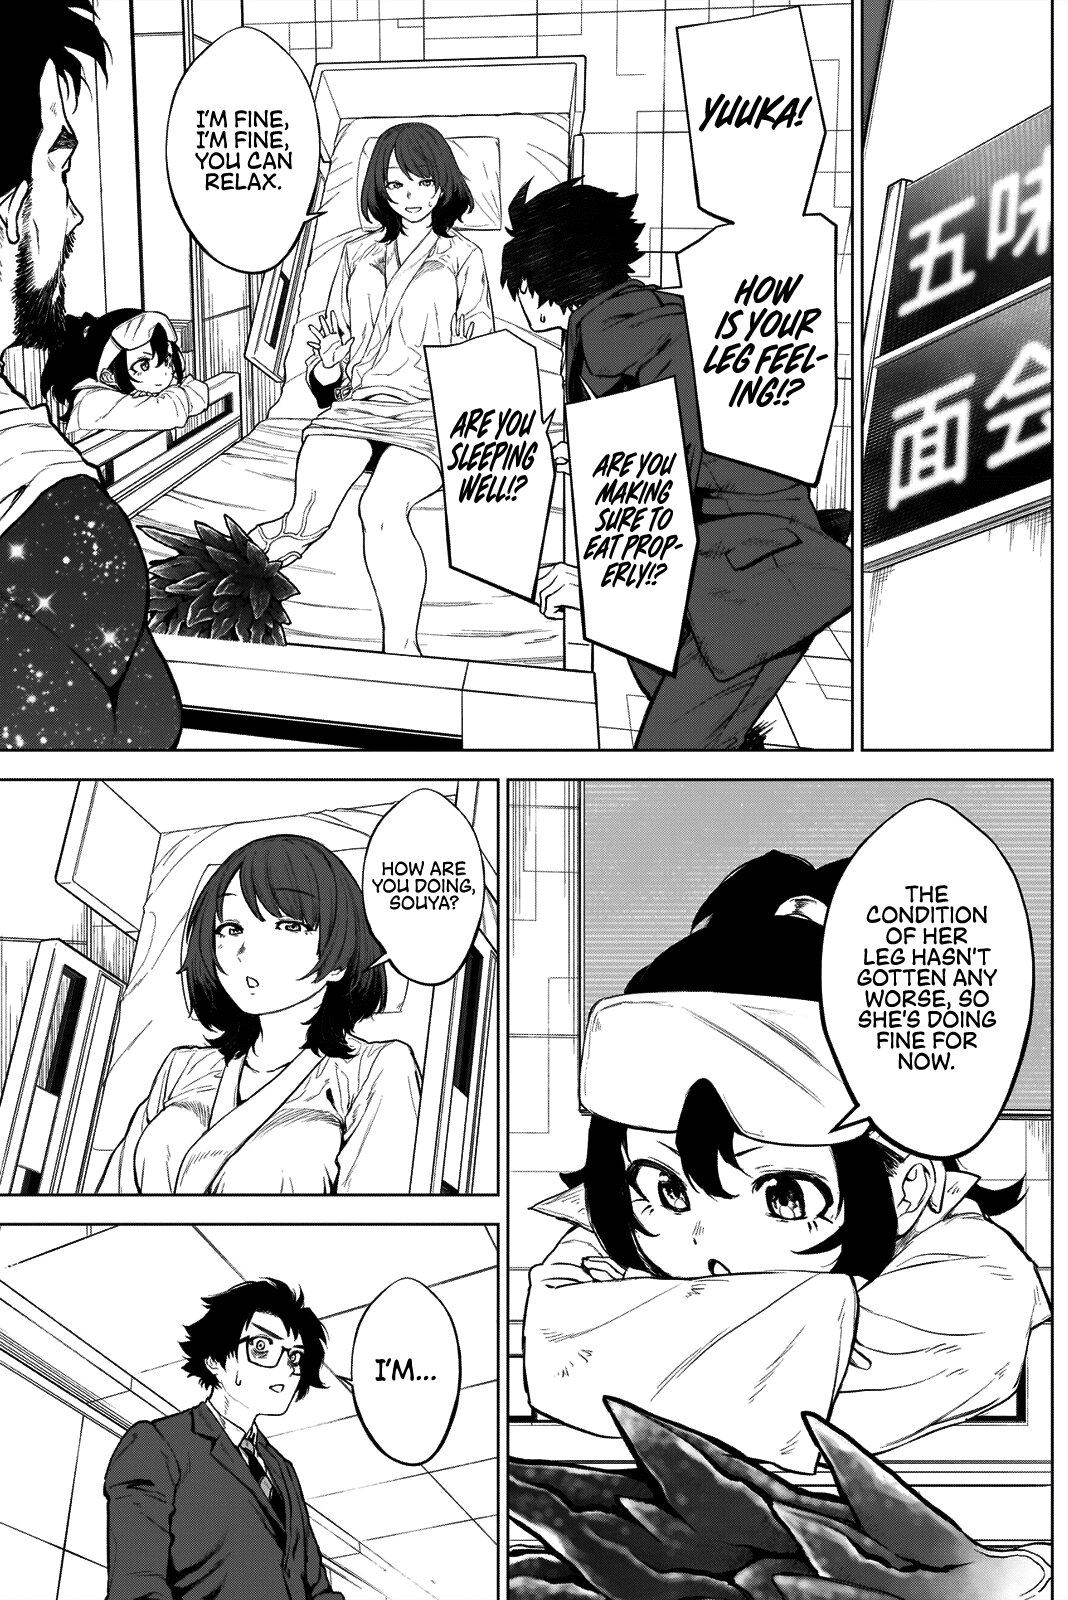 五味
面会
YUUKA!
HOW
IS YOUR
LEG FEEL-
ING!?
ARE YOU
MAKING
SURE TO
EAT PROP-
ERLY!?
ARE YOU
SLEEPING
WELL!?
I'M FINE,
I'M FINE,
YOU CAN
RELAX.
THE
CONDITION
OF HER
LEG HASN'T
GOTTEN ANY
WORSE, SO
SHE'S DOING
FINE FOR
NOW.
HOW ARE
YOU DOING,
SOUYA?
I'M...